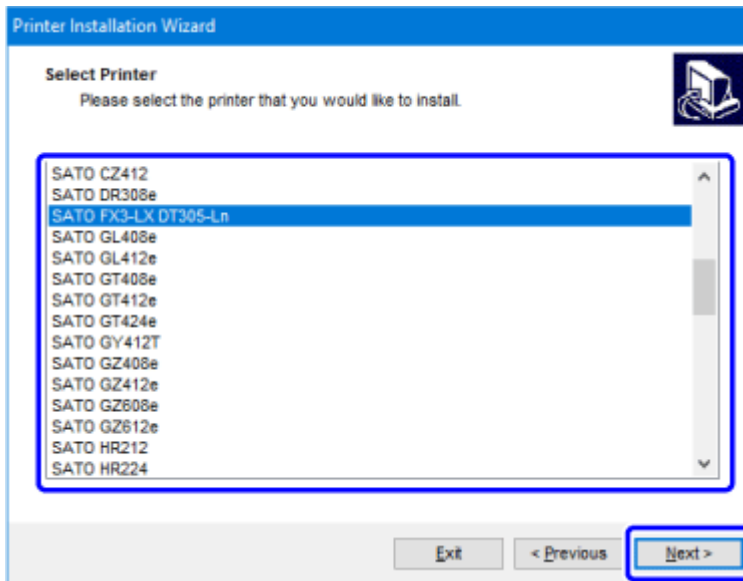 Printer Installation Wizard
Select Printer
Please select the printer that you would like to install.
SATO CZ412
SATO DR308e
SATO FX3-LX DT305-Ln
SATO GL408e
SATO GL412e
SATO GT408e
SATO GT412e
SATO GT424e
SATO GY412T
SATO GZ408e
SATO GZ412e
SATO GZ608e
SATO GZ612e
SATO HR212
SATO HR224
Exit
< Previous
Next >